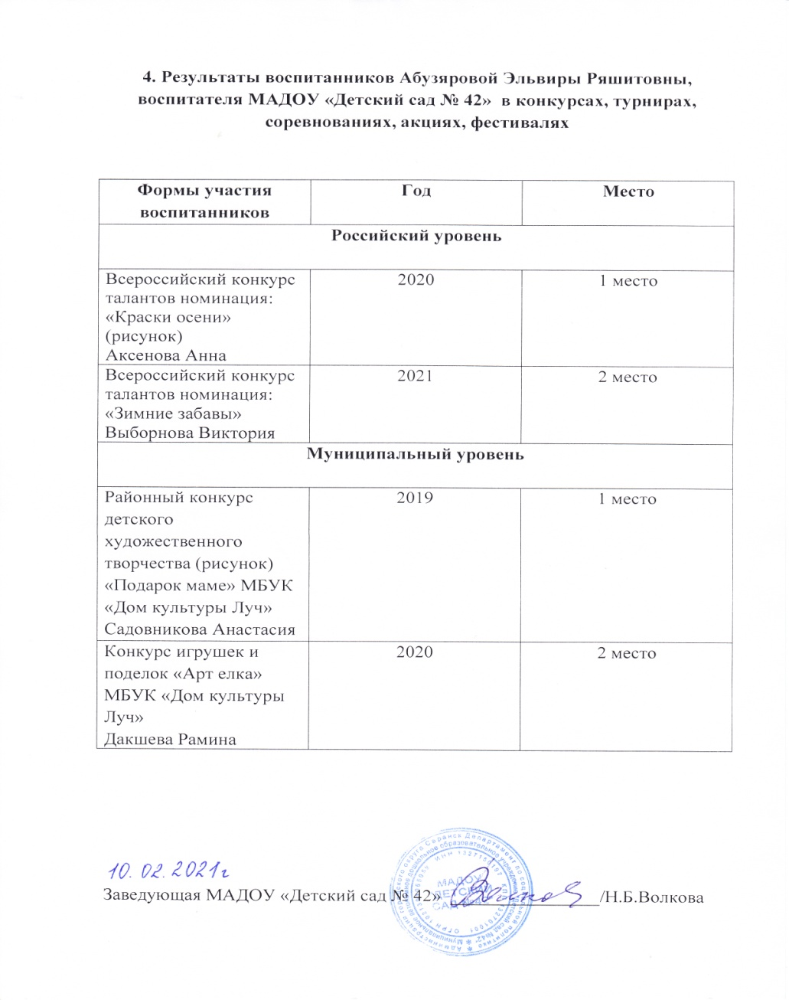 4. Результаты воспитанников Абузяровой Эльвиры Ряшитовны,
воспитателя МАДОУ «Детский сад № 42» в конкурсах, турнирах,
соревнованиях, акциях, фестивалях
Формы участия
воспитанников
Год
Место
Российский уровень
Всероссийский конкурс
талантов номинация:
«Краски осени»
(рисунок)
Аксенова Анна
2020
1 место
Всероссийский конкурс
талантов номинация:
«Зимние забавы»
Выборнова Виктория
2021
2 место
Муниципальный уровень
Районный конкурс
детского
художественного
творчества (рисунок)
«Подарок маме» МБУК
«Дом культуры Луч»
Садовникова Анастасия
2019
1 место
Конкурс игрушек и
поделок «Арт елка»
МБУК «Дом культуры
Луч»
Дакшева Рамина
2020
2 место
10.02.2021г
Заведующая МАДОУ «Детский сад № 42» /Н.Б.Волкова
МАДОУ
ДЕТСКИЙ